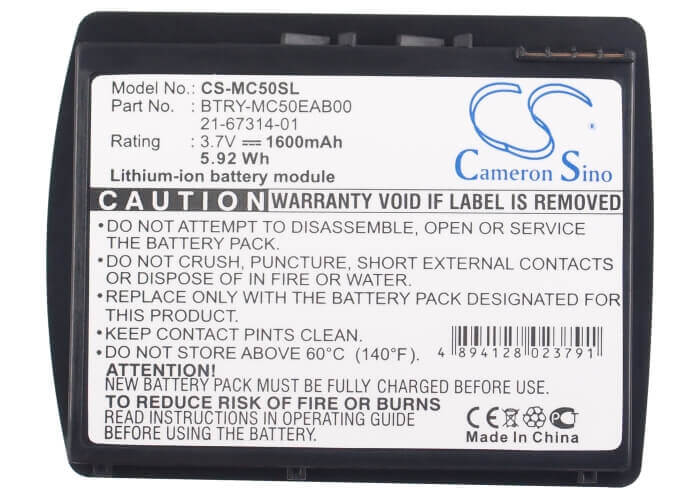 Model No.: CS-MC50SL
Part No.: BTRY-MC50EAB00
21-67314-01
Rating : 3.7V 1600mAh
5.92 Wh
Lithium-ion battery module
CS
Cameron Sino
CAUTION WARRANTY VOID IF LABEL IS REMOVED
•DO NOT ATTEMPT TO DISASSEMBLE, OPEN OR SERVICE
THE BATTERY PACK.
•DO NOT CRUSH, PUNCTURE, SHORT EXTERNAL CONTACTS
OR DISPOSE OF IN FIRE OR WATER.
•REPLACE ONLY WITH THE BATTERY PACK DESIGNATED FOR
THIS PRODUCT.
•KEEP CONTACT PINTS CLEAN.
•DO NOT STORE ABOVE 60°C (140°F).
4 894128 023791
ATTENTION!
NEW BATTERY PACK MUST BE FULLY CHARGED BEFORE USE
TO REDUCE RISK OF FIRE OR BURNS
READ INSTRUCTIONS IN OPERATING GUIDE
BEFORE CHARGING AND USE
CE
Made In China